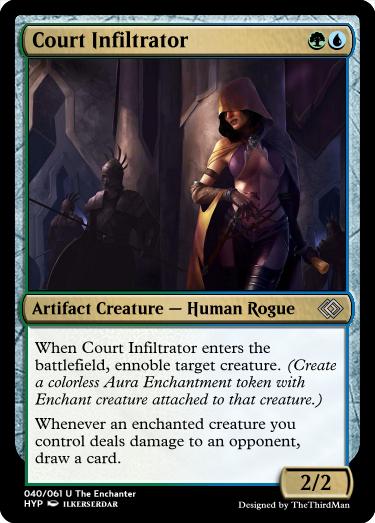 Court Infiltrator
Artifact Creature — Human Rogue
When Court Infiltrator enters the
battlefield, ennoble target creature. (Create
a colorless Aura Enchantment token with
Enchant creature attached to that creature.)
Whenever an enchanted creature you
control deals damage to an opponent,
draw a card.
2/2
040/061 U The Enchanter
HYP ILKERSERDAR
Designed by TheThirdMan